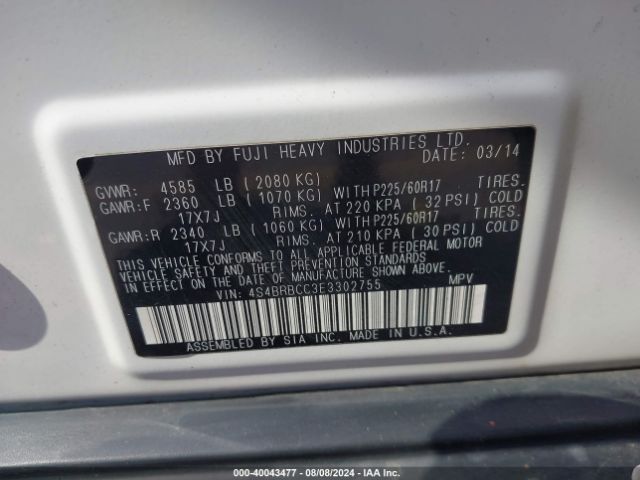 MFD BY FUJI HEAVY INDUSTRIES LTD.
DATE: 03/14
GVWR: 4585 LB (2080 KG)
GAWR:F 2360 LB (1070 KG) WITH P225/60R17 TIRES.
17X7J RIMS. AT 220 KPA (32 PSI) COLD
GAWR:R 2340 LB (1060 KG) WITH P225/60R17 TIRES.
17X7J RIMS. AT 210 KPA (30 PSI) COLD
THIS VEHICLE CONFORMS TO ALL APPLICABLE FEDERAL MOTOR
VEHICLE SAFETY AND THEFT PREVENTION STANDARDS
IN EFFECT ON THE DATE OF MANUFACTURE SHOWN ABOVE.
VIN: 4S4BRBCC3E3302755 MPV
ASSEMBLED BY SIA INC. MADE IN U.S.A.
000-40043477 - 08/08/2024 - IAA Inc.